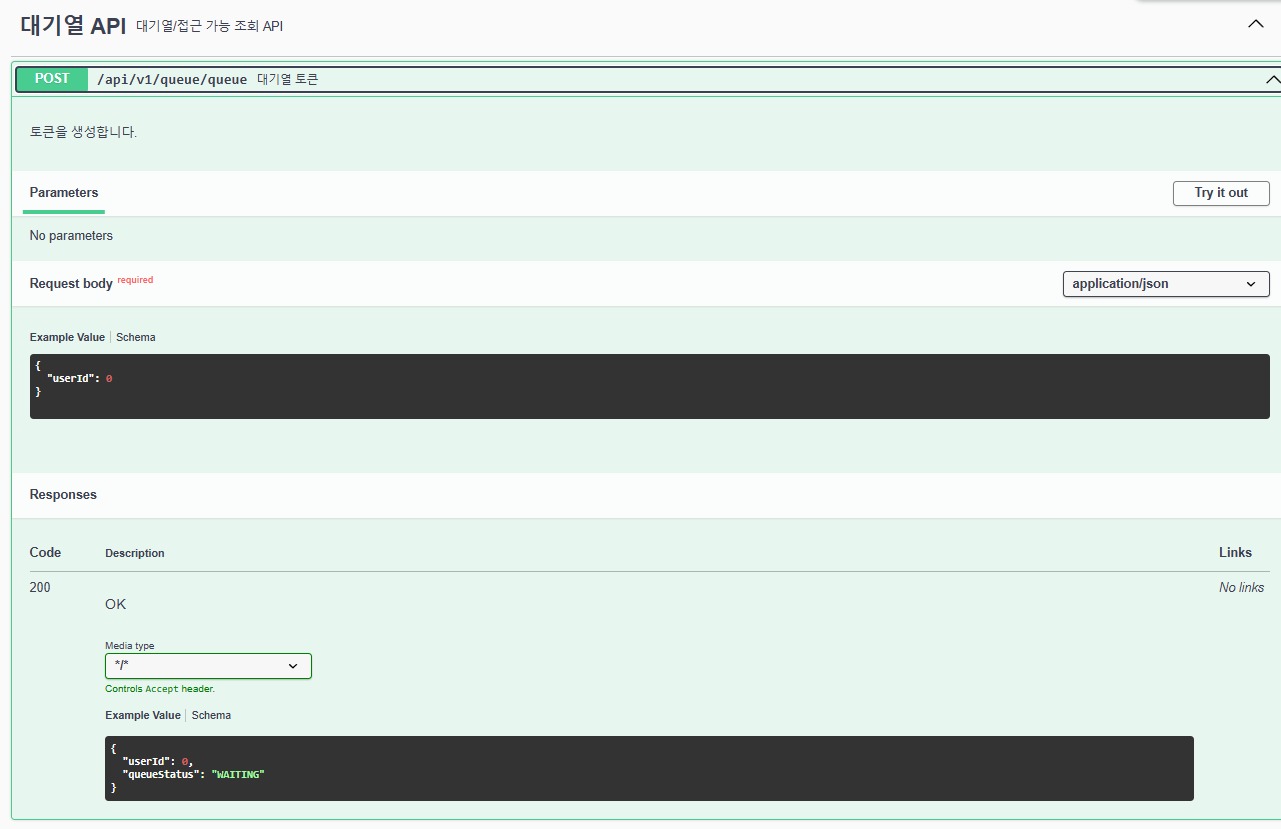 대기열 API 대기열/접근 가능 조회 API
POST /api/v1/queue/queue 대기열 토큰
토큰을 생성합니다.
Parameters Try it out
No parameters
Request body required application/json
Example Value Schema
{
"userId": 0
}
Responses
Code Description Links
200 No links
OK
Media type
*/*
Controls Accept header.
Example Value Schema
{
"userId": 0,
"queueStatus": "WAITING"
}